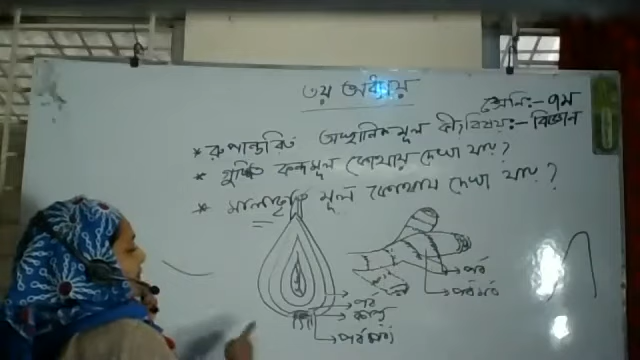 ৩য় অধ্যায়
শ্রেনি:- ৭ম
বিষয়:- বিজ্ঞান
* রুপান্তরিত অস্থানিক মূল কী?
* গুচ্ছিত কন্দমূল কোথায় দেখা যায়?
* মালাকৃতি মূল কোথায় দেখা যায়?
পর্ব
পর্বমধ্য